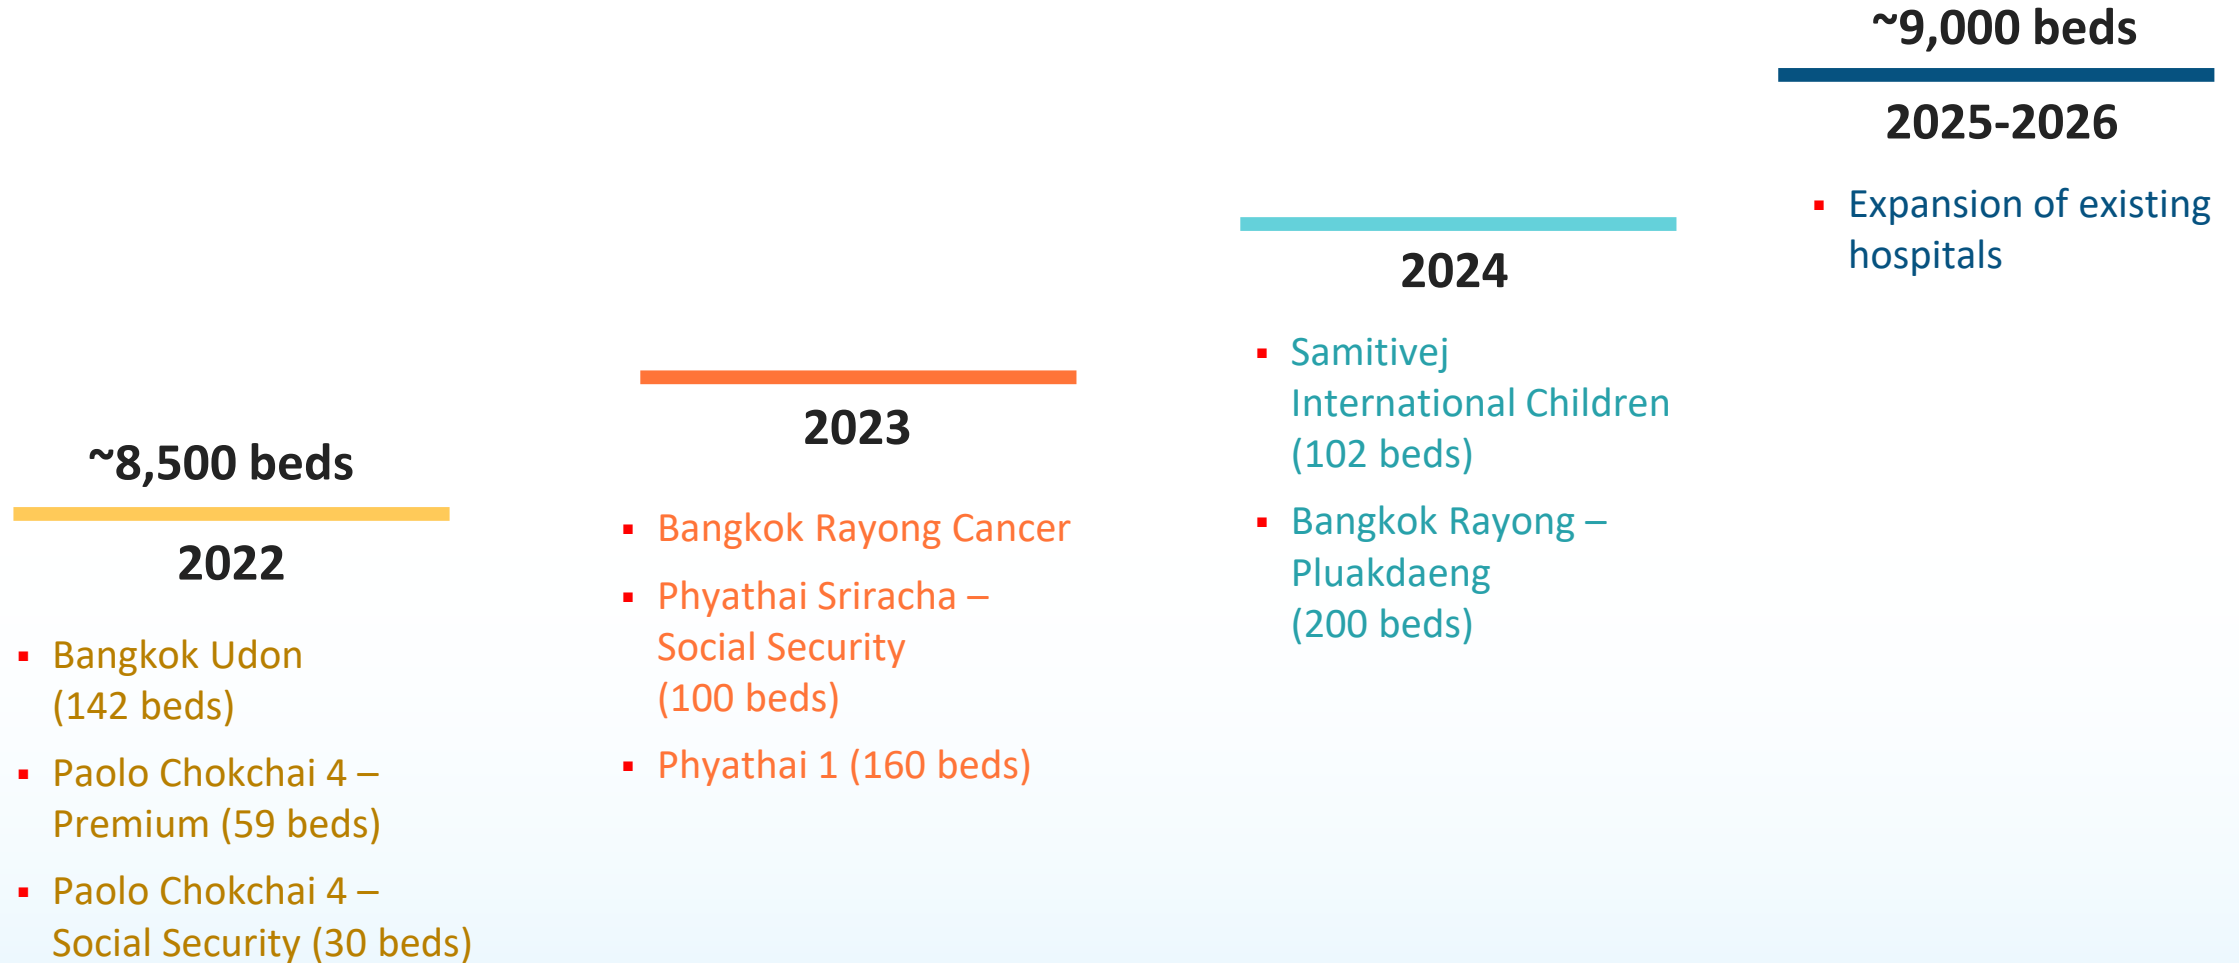 ~8,500 beds
2022
▪ Bangkok Udon
(142 beds)
▪ Paolo Chokchai 4 –
Premium (59 beds)
▪ Paolo Chokchai 4 –
Social Security (30 beds)
2023
▪ Bangkok Rayong Cancer
▪ Phyathai Sriracha –
Social Security
(100 beds)
▪ Phyathai 1 (160 beds)
2024
▪ Samitivej
International Children
(102 beds)
▪ Bangkok Rayong –
Pluakdaeng
(200 beds)
~9,000 beds
2025-2026
▪ Expansion of existing
hospitals